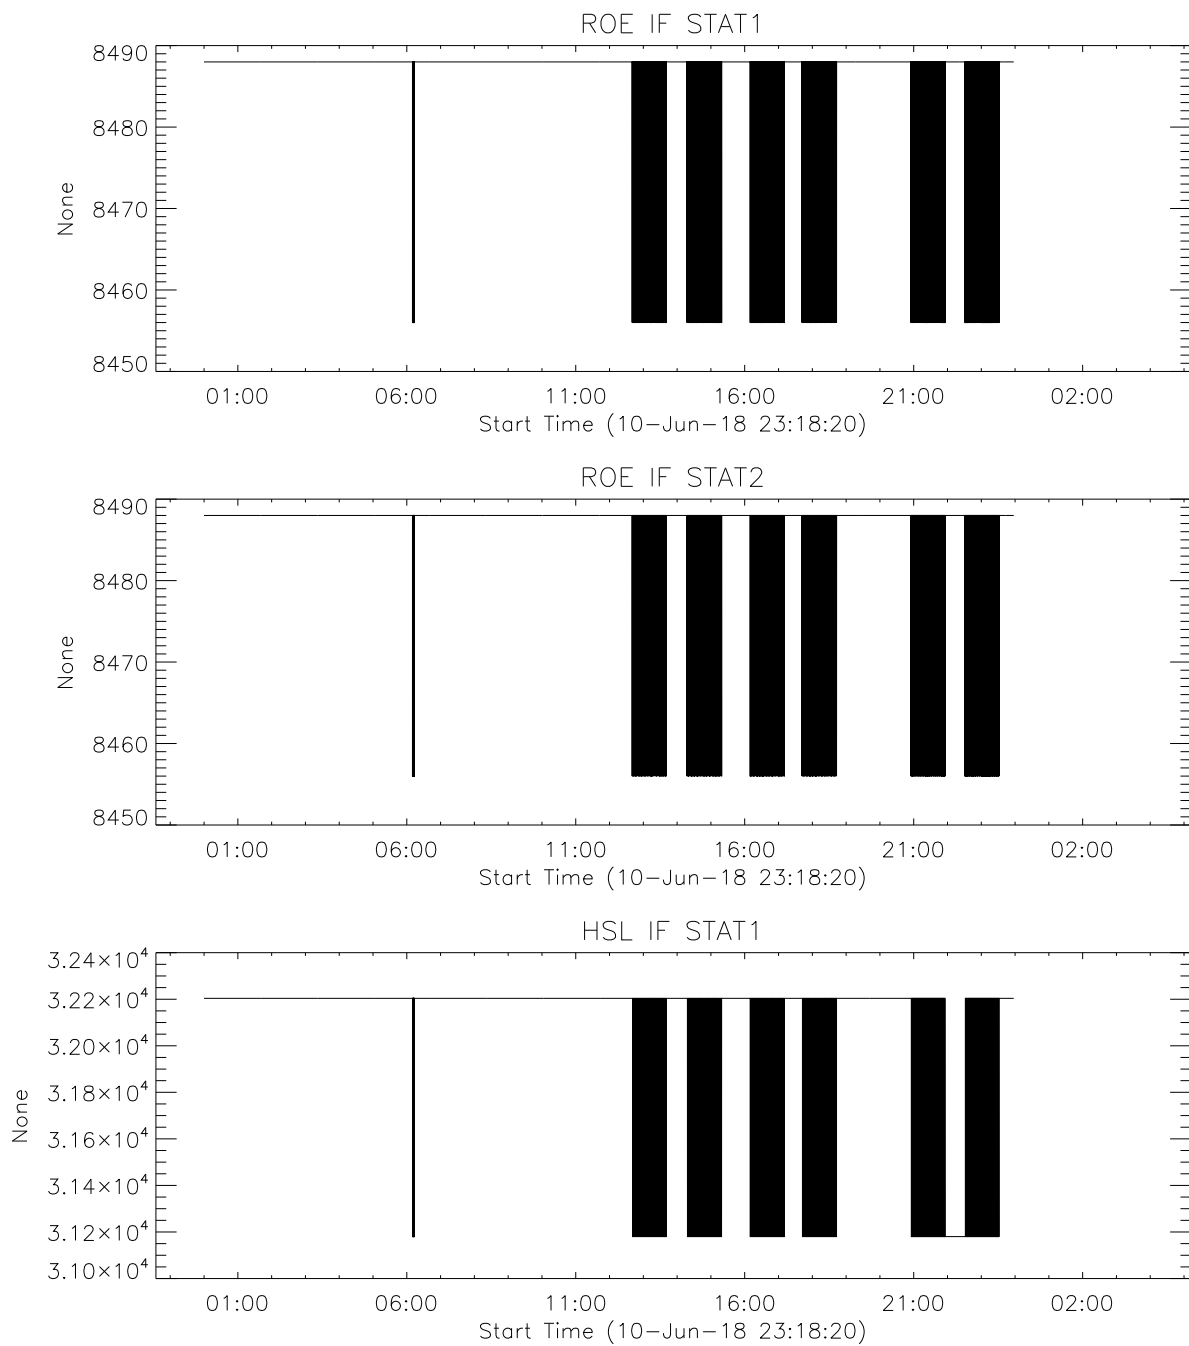 ROE IF STAT1
8490
8480
8470
8460
8450
None
01:00 06:00 11:00 16:00 21:00 02:00
Start Time (10-Jun-18 23:18:20)
ROE IF STAT2
8490
8480
8470
8460
8450
None
01:00 06:00 11:00 16:00 21:00 02:00
Start Time (10-Jun-18 23:18:20)
HSL IF STAT1
3.24×10⁴
3.22×10⁴
3.20×10⁴
3.18×10⁴
3.16×10⁴
3.14×10⁴
3.12×10⁴
3.10×10⁴
None
01:00 06:00 11:00 16:00 21:00 02:00
Start Time (10-Jun-18 23:18:20)